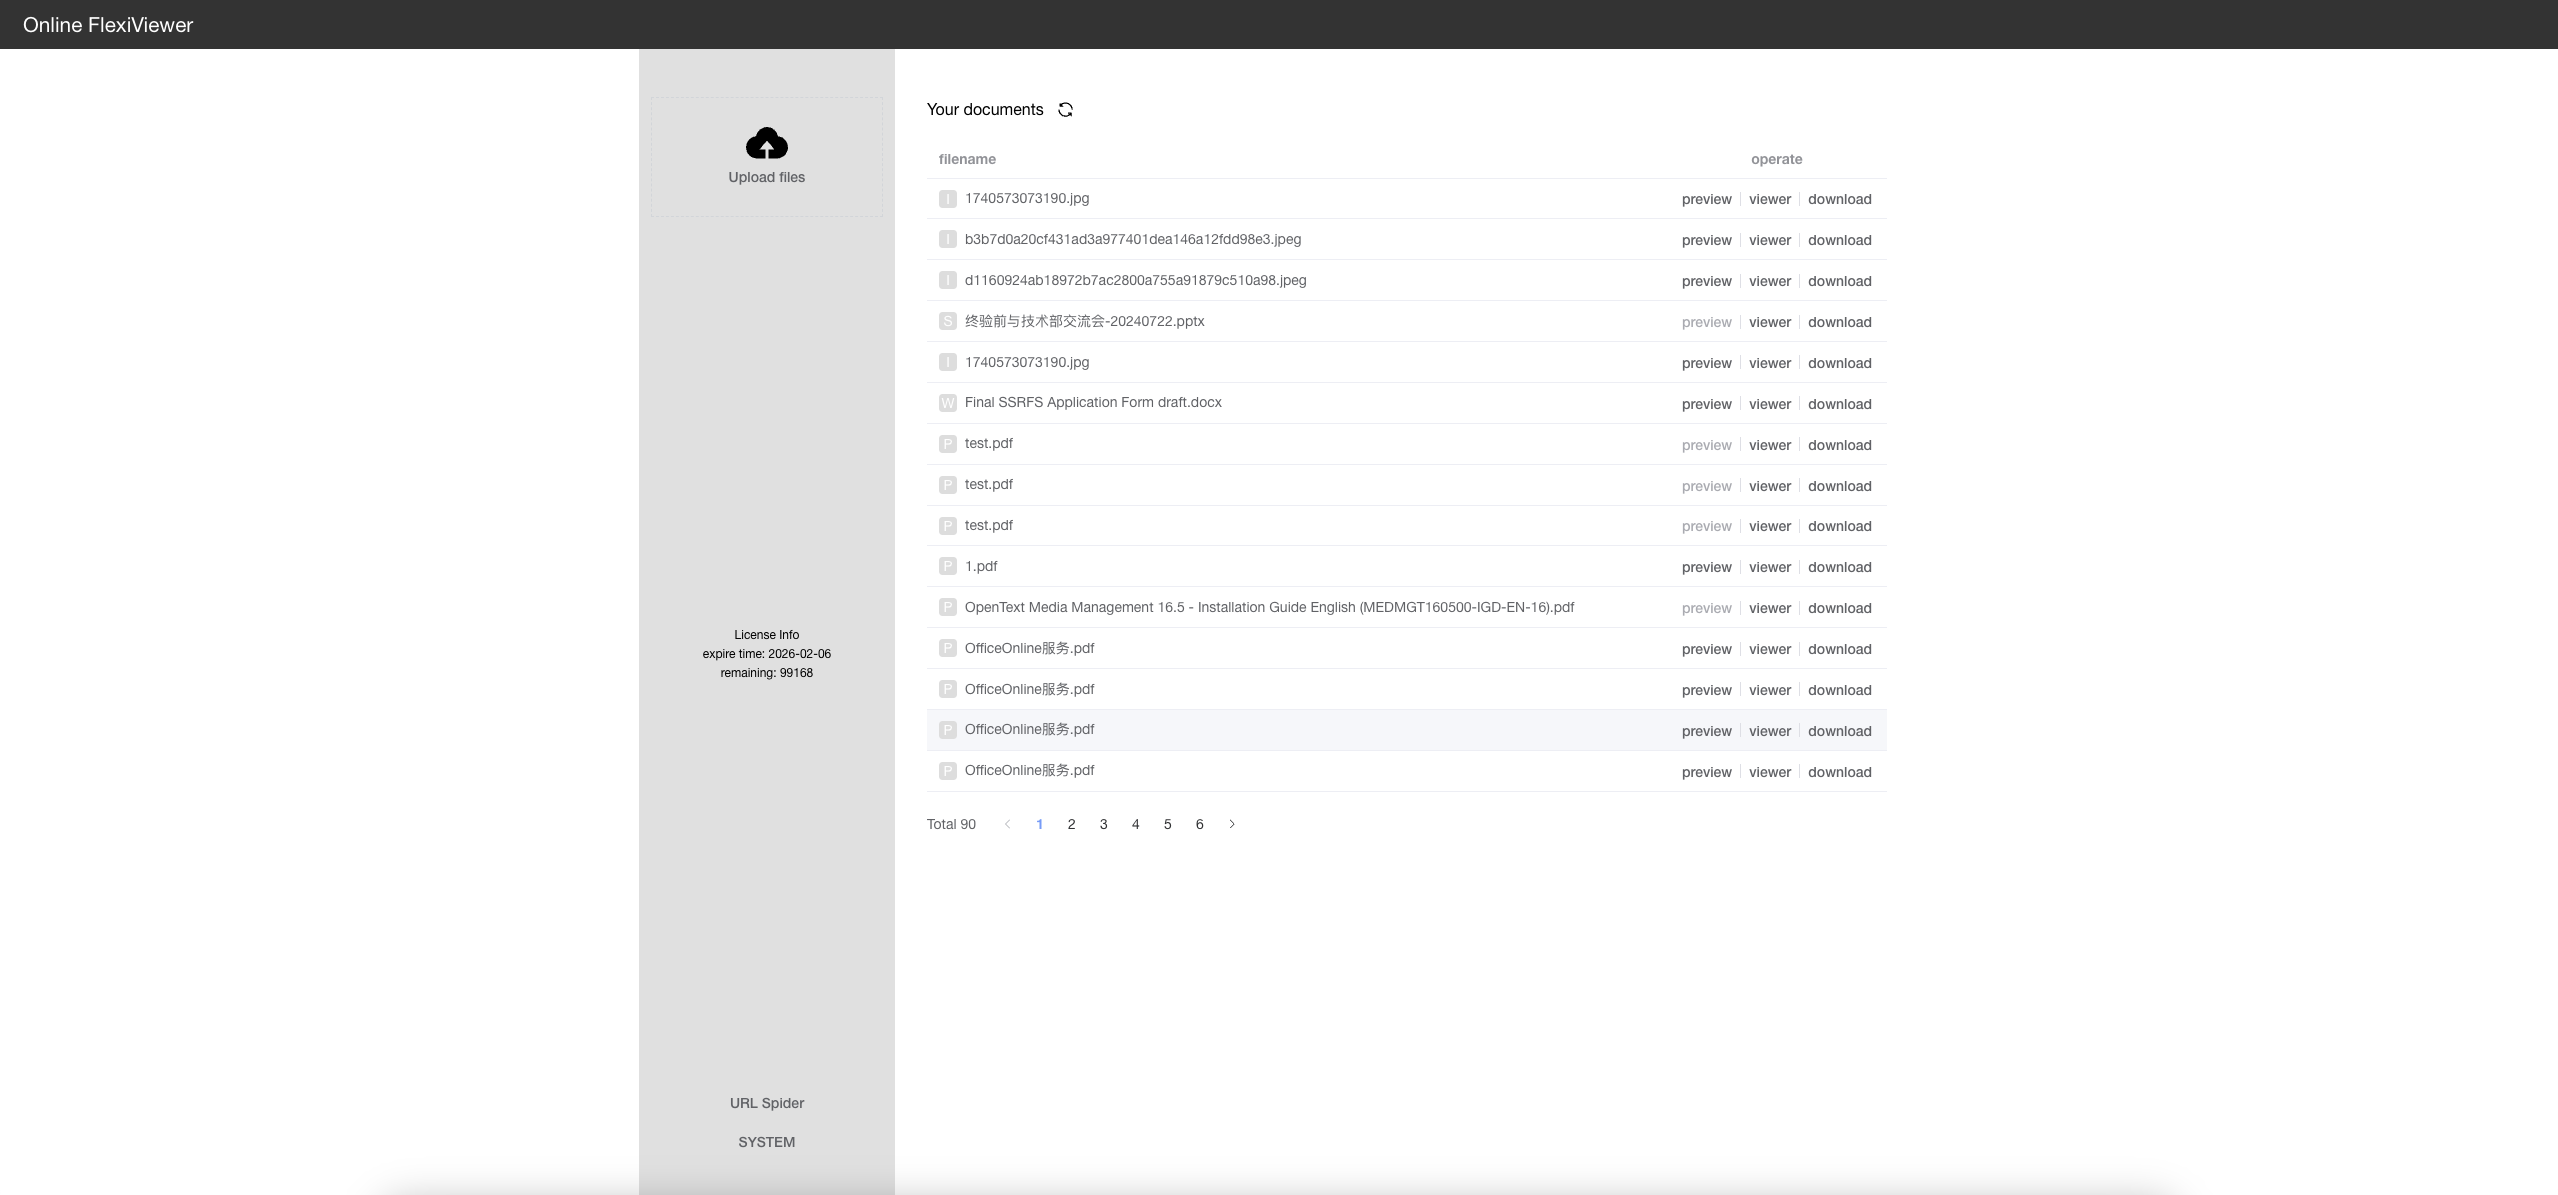 Online FlexiViewer
Upload files
License Info
expire time: 2026-02-06
remaining: 99168
URL Spider
SYSTEM
Your documents
filename operate
I 1740573073190.jpg preview viewer download
I b3b7d0a20cf431ad3a977401dea146a12fdd98e3.jpeg preview viewer download
I d1160924ab18972b7ac2800a755a91879c510a98.jpeg preview viewer download
S 终验前与技术部交流会-20240722.pptx preview viewer download
I 1740573073190.jpg preview viewer download
W Final SSRFS Application Form draft.docx preview viewer download
P test.pdf preview viewer download
P test.pdf preview viewer download
P test.pdf preview viewer download
P 1.pdf preview viewer download
P OpenText Media Management 16.5 - Installation Guide English (MEDMGT160500-IGD-EN-16).pdf preview viewer download
P OfficeOnline服务.pdf preview viewer download
P OfficeOnline服务.pdf preview viewer download
P OfficeOnline服务.pdf preview viewer download
P OfficeOnline服务.pdf preview viewer download
Total 90 < 1 2 3 4 5 6 >